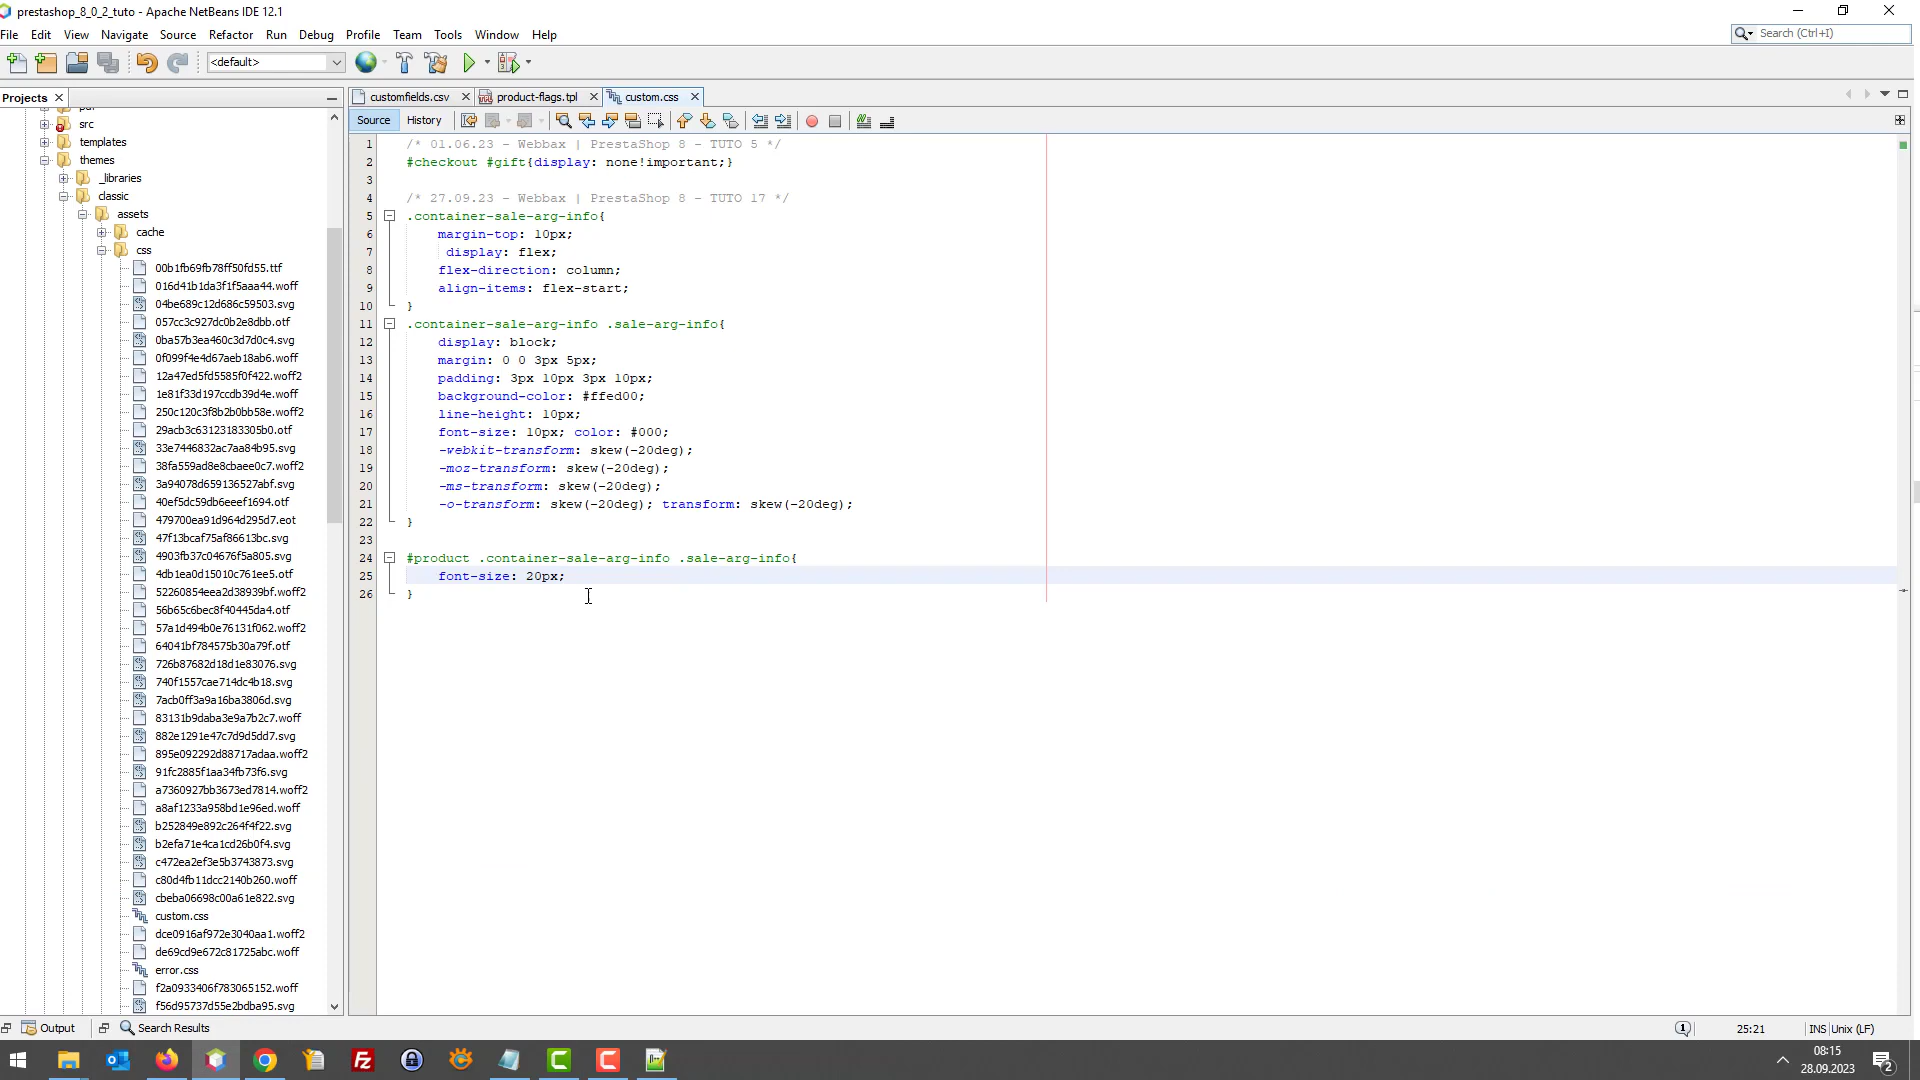 prestashop_8_0_2_tuto - Apache NetBeans IDE 12.1
File Edit View Navigate Source Refactor Run Debug Profile Team Tools Window Help
Search (Ctrl+I)
<default>
Projects
customfields.csv product-flags.tpl custom.css
Source History
src
templates
themes
_libraries
classic
assets
cache
css
00b1fb69fb78ff50fd55.ttf
016d41b1da3f1f5aaa44.woff
04be689c12d686c59503.svg
057cc3c927dc0b2e8dbb.otf
0ba57b3ea460c3d7d0c4.svg
0f099f4e4d67aeb18ab6.woff
12a47ed5fd5585f0f422.woff2
1e81f33d197ccdb39d4e.woff
250c120c3f8b2b0bb58e.woff2
29acb3c63123183305b0.otf
33e7446832ac7aa84b95.svg
38fa559ad8e8cbaee0c7.woff2
3a94078d659136527abf.svg
40ef5dc59db6eeef1694.otf
479700ea91d964d295d7.eot
47f13bcaf75af86613bc.svg
4903fb37c04676f5a805.svg
4db1ea0d15010c761ee5.otf
52260854eea2d38939bf.woff2
56b65c6bec8f40445da4.otf
57a1d494b0e76131f062.woff2
64041bf784575b30a79f.otf
726b87682d18d1e83076.svg
740f1557cae714dc4b18.svg
7acb0ff3a9a16ba3806d.svg
83131b9daba3e9a7b2c7.woff
882e1291e47c7d9d5dd7.svg
895e092292d88717adaa.woff2
91fc2885f1aa34fb73f6.svg
a7360927bb3673ed7814.woff2
a8af1233a958bd1e96ed.woff
b252849e892c264f4f22.svg
b2efa71e4ca1cd26b0f4.svg
c472ea2ef3e5b3743873.svg
c80d4fb11dcc2140b260.woff
cbeba06698c00a61e822.svg
custom.css
dce0916af972e3040aa1.woff2
de69cd9e672c81725abc.woff
error.css
f2a0933406f783065152.woff
f56d95737d55e2bdba95.svg
1 /* 01.06.23 - Webbax | PrestaShop 8 - TUTO 5 */
2 #checkout #gift{display: none!important;}
3
4 /* 27.09.23 - Webbax | PrestaShop 8 - TUTO 17 */
5 .container-sale-arg-info{
6 margin-top: 10px;
7 display: flex;
8 flex-direction: column;
9 align-items: flex-start;
10 }
11 .container-sale-arg-info .sale-arg-info{
12 display: block;
13 margin: 0 0 3px 5px;
14 padding: 3px 10px 3px 10px;
15 background-color: #ffed00;
16 line-height: 10px;
17 font-size: 10px; color: #000;
18 -webkit-transform: skew(-20deg);
19 -moz-transform: skew(-20deg);
20 -ms-transform: skew(-20deg);
21 -o-transform: skew(-20deg); transform: skew(-20deg);
22 }
23
24 #product .container-sale-arg-info .sale-arg-info{
25 font-size: 20px;
26 }
Output Search Results
1 25:21 INS Unix (LF)
08:15
28.09.2023
2